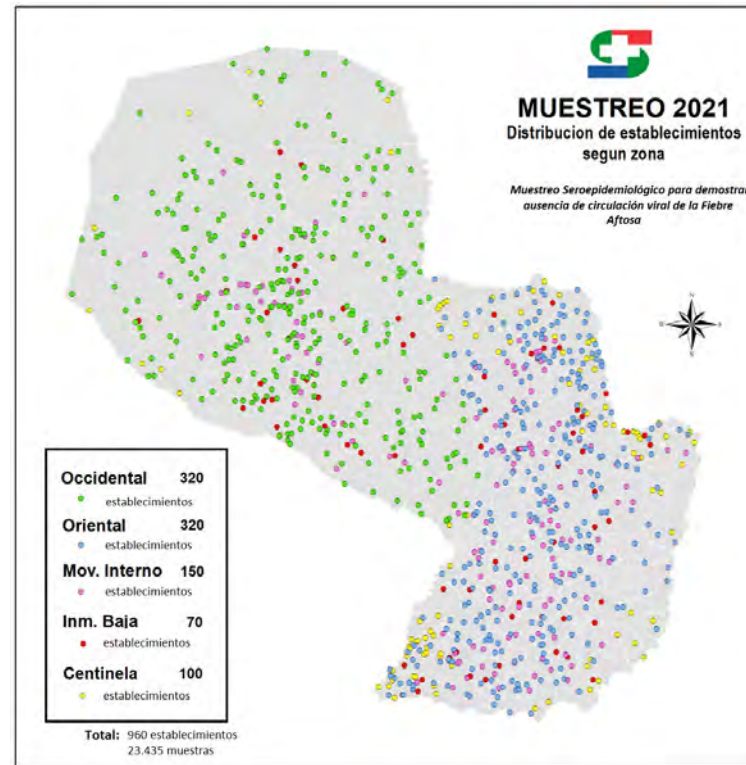 MUESTREO 2021
Distribucion de establecimientos
segun zona
Muestreo Seroepidemiológico para demostrar
ausencia de circulación viral de la Fiebre
Aftosa
N
S
Occidental 320
establecimientos
Oriental 320
establecimientos
Mov. Interno 150
establecimientos
Inm. Baja 70
establecimientos
Centinela 100
establecimientos
Total: 960 establecimientos
23.435 muestras